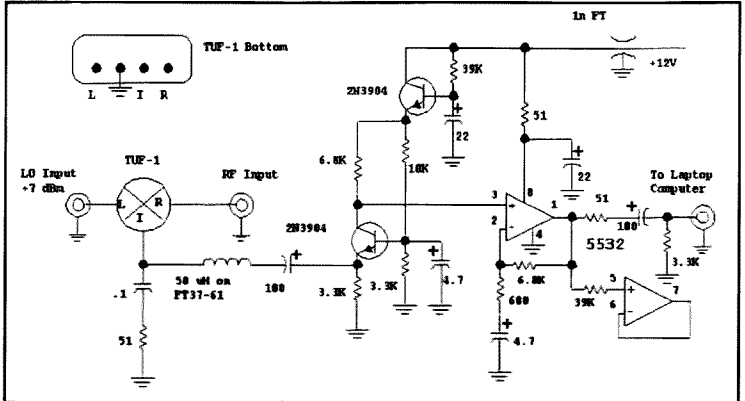 1n FT
TUF-1 Bottom
L I R
39K
+12V
2N3904
51
22
TUF-1
6.8K
10K
22
To Laptop
Computer
LO Input
+7 dBm
RF Input
L R
I
3
8
1
51
2N3904
2
4
100
5532
3.3K
50 uH on
FT37-61
100
3.3K
3.3K
4.7
6.8K
39K
5
7
6
.1
680
51
4.7